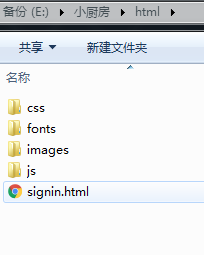 备份 (E:) ▸ 小厨房 ▸ html ▸
共享 ▼ 新建文件夹
名称
css
fonts
images
js
signin.html